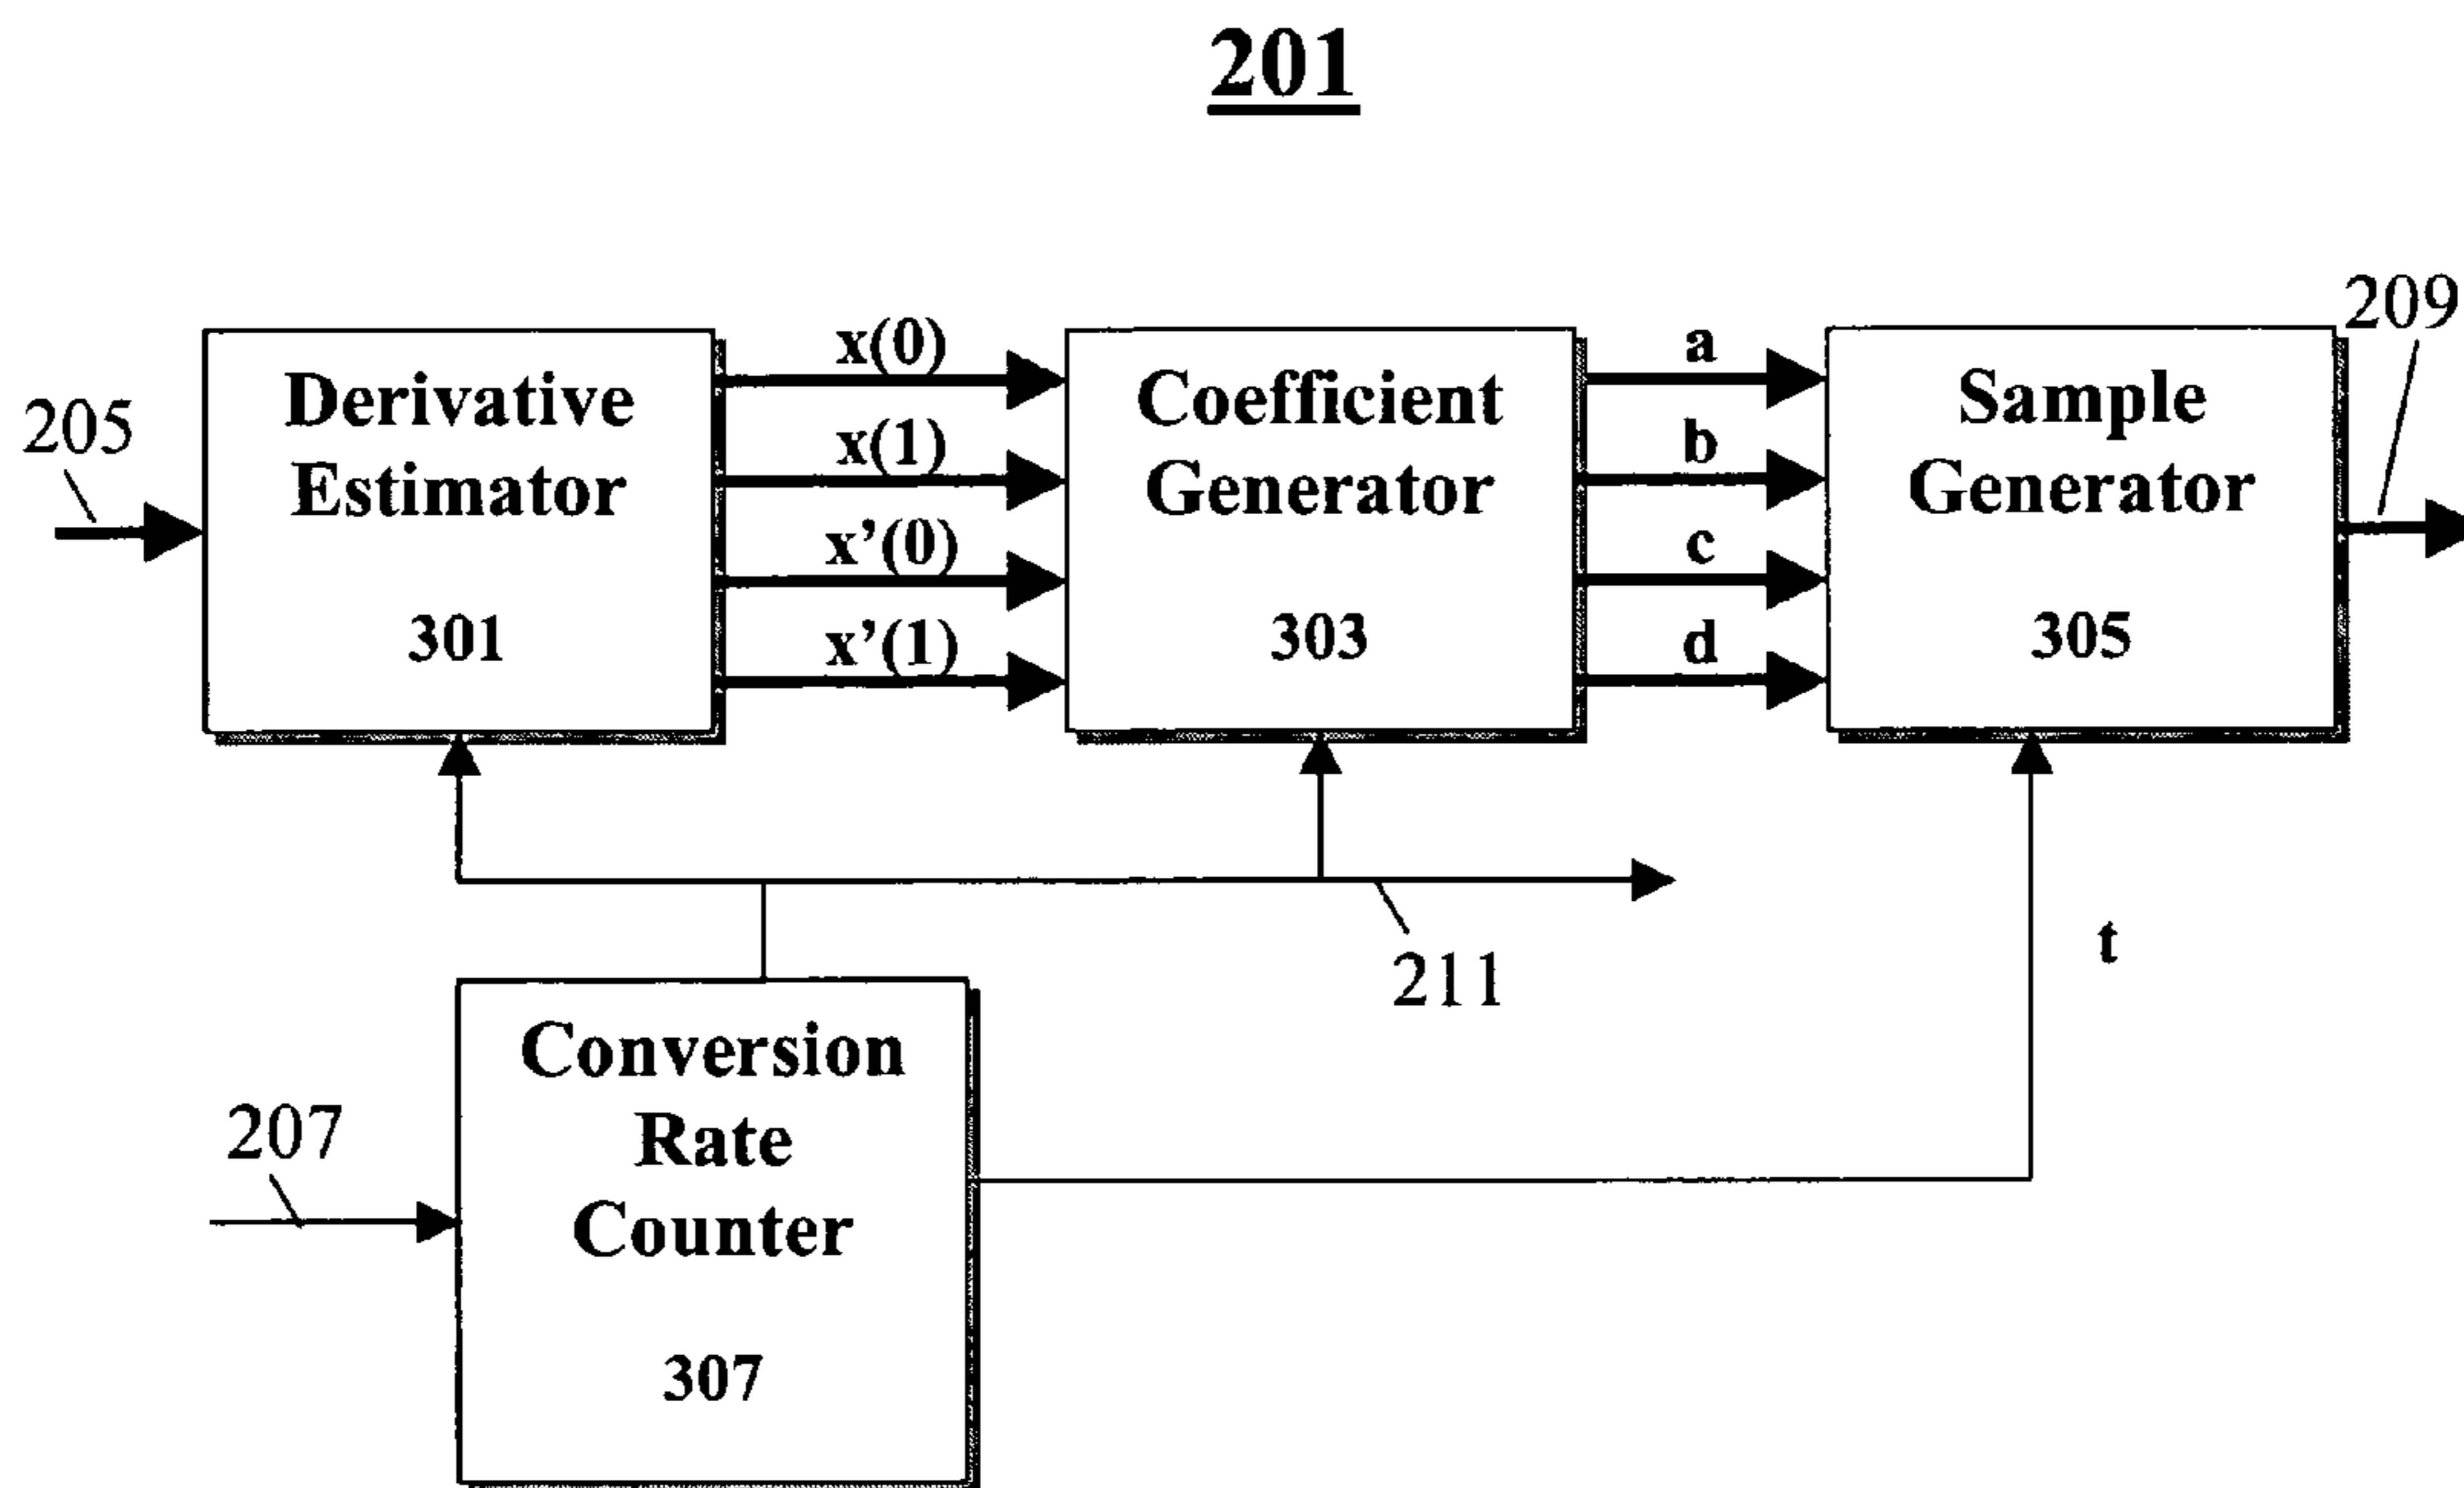 201
209
205
Derivative
Estimator
301
x(0)
x(1)
x’(0)
x’(1)
Coefficient
Generator
303
a
b
c
d
Sample
Generator
305
211
t
207
Conversion
Rate
Counter
307